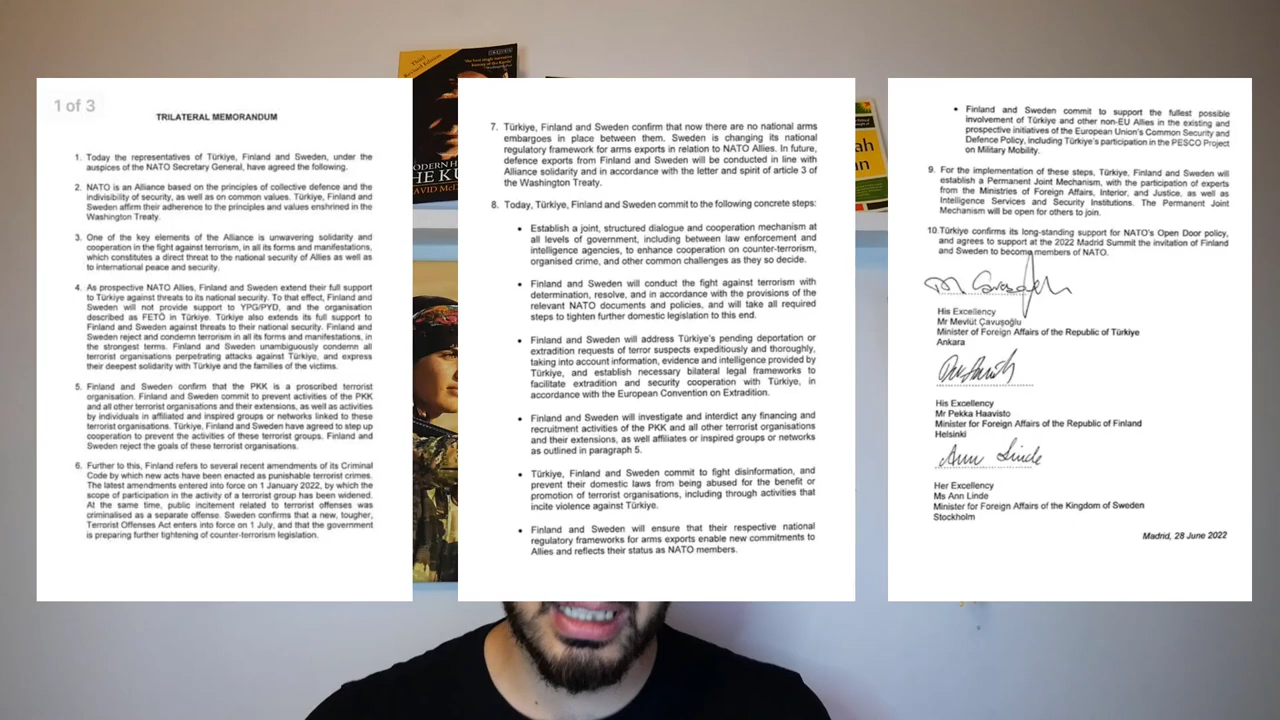 Third
Revised Edition
MODERN H
HE KU
DAVID McD
ah
an
1 of 3
TRILATERAL MEMORANDUM
1. Today the representatives of Türkiye, Finland and Sweden, under the
auspices of the NATO Secretary General, have agreed the following.
2. NATO is an Alliance based on the principles of collective defence and the
indivisibility of security, as well as on common values. Türkiye, Finland and
Sweden affirm their adherence to the principles and values enshrined in the
Washington Treaty.
3. One of the key elements of the Alliance is unwavering solidarity and
cooperation in the fight against terrorism, in all its forms and manifestations,
which constitutes a direct threat to the national security of Allies as well as
to international peace and security.
4. As prospective NATO Allies, Finland and Sweden extend their full support
to Türkiye against threats to its national security. To that effect, Finland and
Sweden will not provide support to YPG/PYD, and the organisation
described as FETÖ in Türkiye. Türkiye also extends its full support to
Finland and Sweden against threats to their national security. Finland and
Sweden reject and condemn terrorism in all its forms and manifestations, in
the strongest terms. Finland and Sweden unambiguously condemn all
terrorist organisations perpetrating attacks against Türkiye, and express
their deepest solidarity with Türkiye and the families of the victims.
5. Finland and Sweden confirm that the PKK is a proscribed terrorist
organisation. Finland and Sweden commit to prevent activities of the PKK
and all other terrorist organisations and their extensions, as well as activities
by individuals in affiliated and inspired groups or networks linked to these
terrorist organisations. Türkiye, Finland and Sweden have agreed to step up
cooperation to prevent the activities of these terrorist groups. Finland and
Sweden reject the goals of these terrorist organisations.
6. Further to this, Finland refers to several recent amendments of its Criminal
Code by which new acts have been enacted as punishable terrorist crimes.
The latest amendments entered into force on 1 January 2022, by which the
scope of participation in the activity of a terrorist group has been widened.
At the same time, public incitement related to terrorist offenses was
criminalised as a separate offense. Sweden confirms that a new, tougher,
Terrorist Offenses Act enters into force on 1 July, and that the government
is preparing further tightening of counter-terrorism legislation.
7. Türkiye, Finland and Sweden confirm that now there are no national arms
embargoes in place between them. Sweden is changing its national
regulatory framework for arms exports in relation to NATO Allies. In future,
defence exports from Finland and Sweden will be conducted in line with
Alliance solidarity and in accordance with the letter and spirit of article 3 of
the Washington Treaty.
8. Today, Türkiye, Finland and Sweden commit to the following concrete steps:
• Establish a joint, structured dialogue and cooperation mechanism at
all levels of government, including between law enforcement and
intelligence agencies, to enhance cooperation on counter-terrorism,
organised crime, and other common challenges as they so decide.
• Finland and Sweden will conduct the fight against terrorism with
determination, resolve, and in accordance with the provisions of the
relevant NATO documents and policies, and will take all required
steps to tighten further domestic legislation to this end.
• Finland and Sweden will address Türkiye's pending deportation or
extradition requests of terror suspects expeditiously and thoroughly,
taking into account information, evidence and intelligence provided by
Türkiye, and establish necessary bilateral legal frameworks to
facilitate extradition and security cooperation with Türkiye, in
accordance with the European Convention on Extradition.
• Finland and Sweden will investigate and interdict any financing and
recruitment activities of the PKK and all other terrorist organisations
and their extensions, as well as affiliates or inspired groups or networks
as outlined in paragraph 5.
• Türkiye, Finland and Sweden commit to fight disinformation, and
prevent their domestic laws from being abused for the benefit or
promotion of terrorist organisations, including through activities that
incite violence against Türkiye.
• Finland and Sweden will ensure that their respective national
regulatory frameworks for arms exports enable new commitments to
Allies and reflects their status as NATO members.
• Finland and Sweden commit to support the fullest possible
involvement of Türkiye and other non-EU Allies in the existing and
prospective initiatives of the European Union's Common Security and
Defence Policy, including Türkiye's participation in the PESCO Project
on Military Mobility.
9. For the implementation of these steps, Türkiye, Finland and Sweden will
establish a Permanent Joint Mechanism, with the participation of experts
from the Ministries of Foreign Affairs, Interior, and Justice, as well as
Intelligence Services and Security Institutions. The Permanent Joint
Mechanism will be open for others to join.
10. Türkiye confirms its long-standing support for NATO's Open Door policy,
and agrees to support at the 2022 Madrid Summit the invitation of Finland
and Sweden to become members of NATO.
His Excellency
Mr Mevlüt Çavuşoğlu
Minister of Foreign Affairs of the Republic of Türkiye
Ankara
His Excellency
Mr Pekka Haavisto
Minister for Foreign Affairs of the Republic of Finland
Helsinki
Ann Linde
Her Excellency
Ms Ann Linde
Minister for Foreign Affairs of the Kingdom of Sweden
Stockholm
Madrid, 28 June 2022